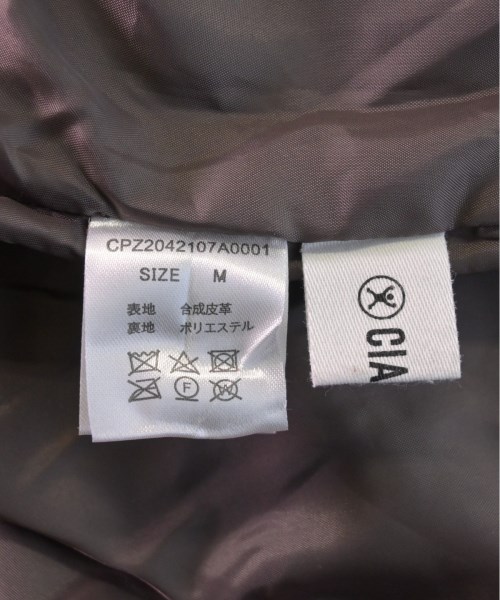 CPZ2042107A0001
SIZE M
表地 合成皮革
裏地 ポリエステル
F
W
CIA